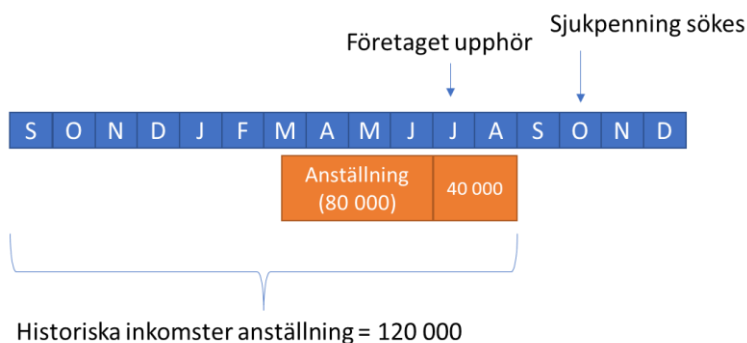 Sjukpenning sökes
Företaget upphör
S O N D J F M A M J J A S O N D
Anställning
(80 000)
40 000
Historiska inkomster anställning = 120 000